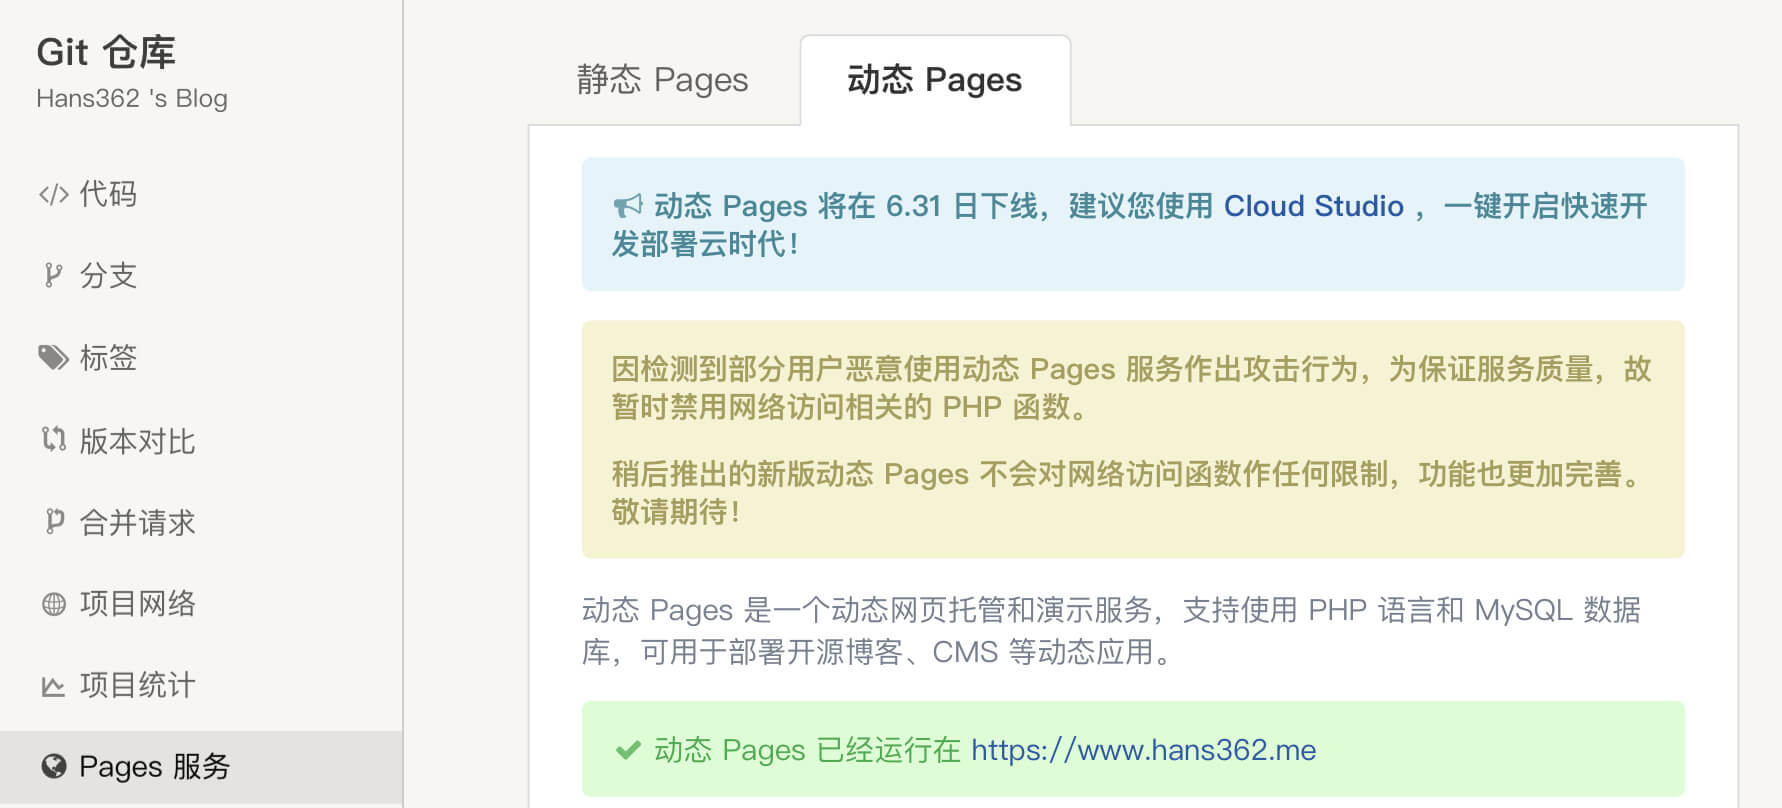 Git 仓库
Hans362 's Blog
代码
分支
标签
版本对比
合并请求
项目网络
项目统计
Pages 服务
静态 Pages
动态 Pages
动态 Pages 将在 6.31 日下线，建议您使用 Cloud Studio ，一键开启快速开
发部署云时代！
因检测到部分用户恶意使用动态 Pages 服务作出攻击行为，为保证服务质量，故
暂时禁用网络访问相关的 PHP 函数。
稍后推出的新版动态 Pages 不会对网络访问函数作任何限制，功能也更加完善。
敬请期待！
动态 Pages 是一个动态网页托管和演示服务，支持使用 PHP 语言和 MySQL 数据
库，可用于部署开源博客、CMS 等动态应用。
动态 Pages 已经运行在 https://www.hans362.me